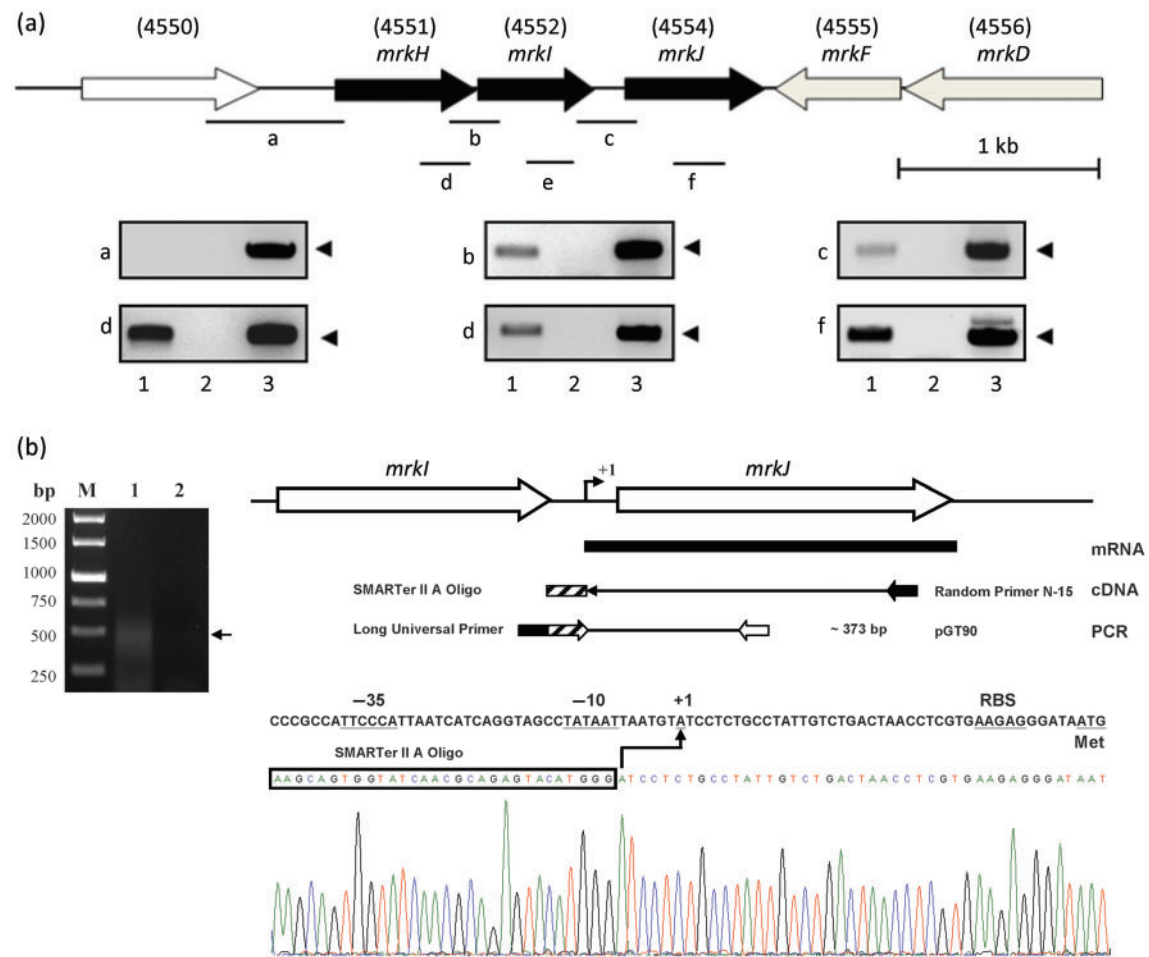 (a)
(4550) (4551) (4552) (4554) (4555) (4556)
mrkH mrkI mrkJ mrkF mrkD
a b c
d e f
1 kb
a b c
d d f
1 2 3 1 2 3 1 2 3
(b)
mrkI +1 mrkJ
bp M 1 2
2000
1500
1000
750
500
250
mRNA
SMARTer II A Oligo Random Primer N-15 cDNA
Long Universal Primer ~ 373 bp pGT90 PCR
–35 –10 +1 RBS
CCCGCCATTCCCATTAATCATCAGGTAGCCTATAATTAATGTATCCTCTGCCTATTGTCTGACTAACCTCGTGAAGAGGGATAATG
Met
SMARTer II A Oligo
AAGCAGTGGTATCAACGCAGAGTACATGGGATCCTCTGCCTATTGTCTGACTAACCTCGTGAAGAGGGATAAT